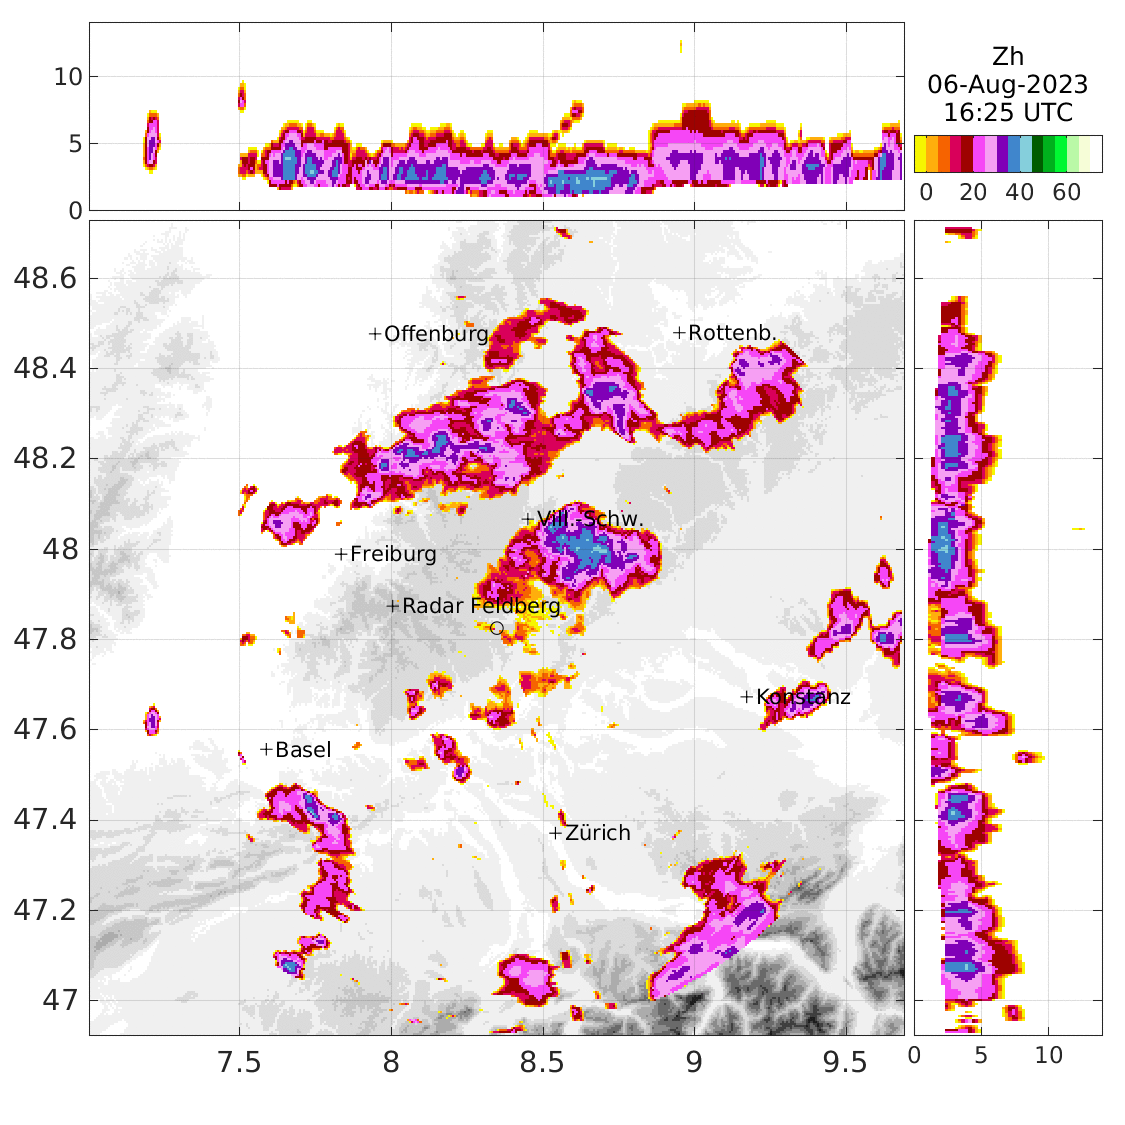 10
5
0
Zh
06-Aug-2023
16:25 UTC
0 20 40 60
48.6
48.4
48.2
48
47.8
47.6
47.4
47.2
47
+Offenburg
+Rottenb.
+Vill.-Schw.
+Freiburg
+Radar Feldberg
+Konstanz
+Basel
+Zürich
7.5 8 8.5 9 9.5
0 5 10